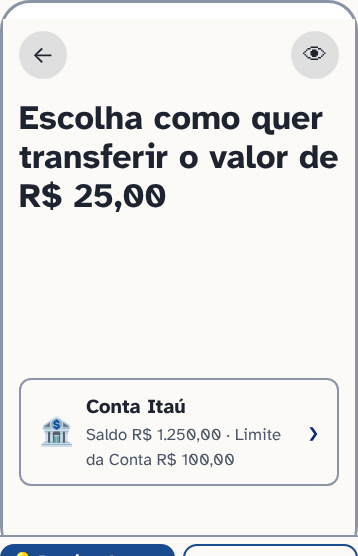 Escolha como quer
transferir o valor de
R$ 25,00
Conta Itaú
Saldo R$ 1.250,00 · Limite
da Conta R$ 100,00